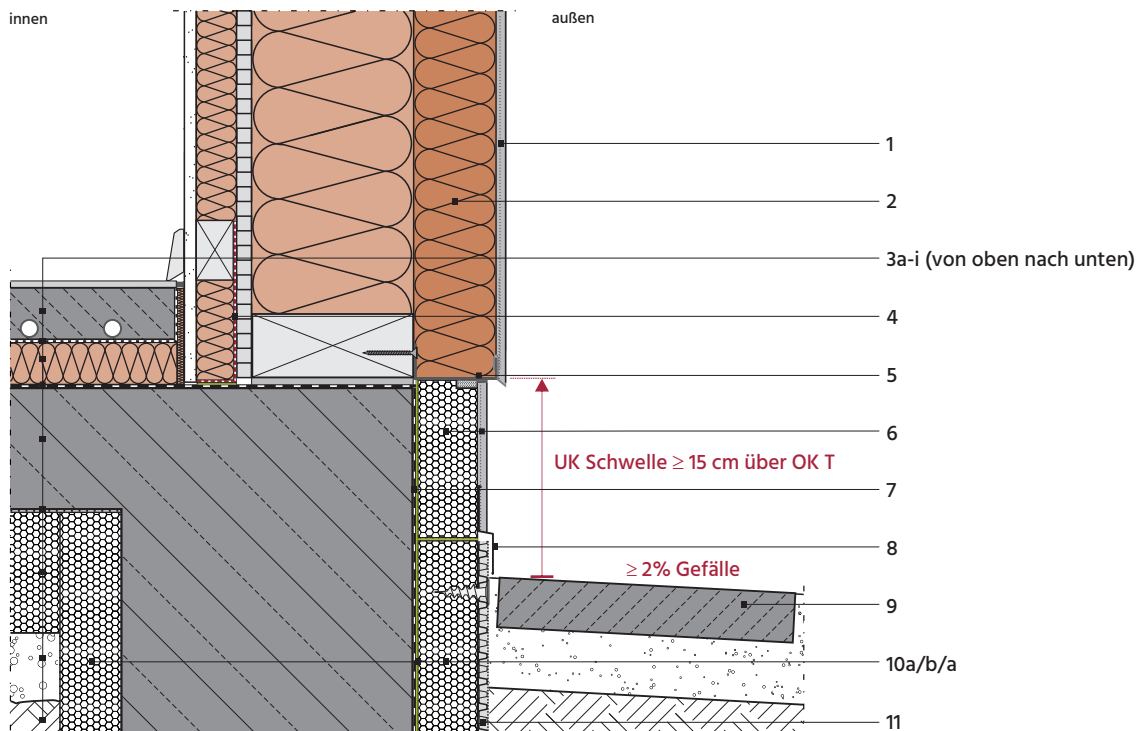 innen
außen
1
2
3a-i (von oben nach unten)
4
5
6
UK Schwelle ≥ 15 cm über OK T
7
8
≥ 2% Gefälle
9
10a/b/a
11